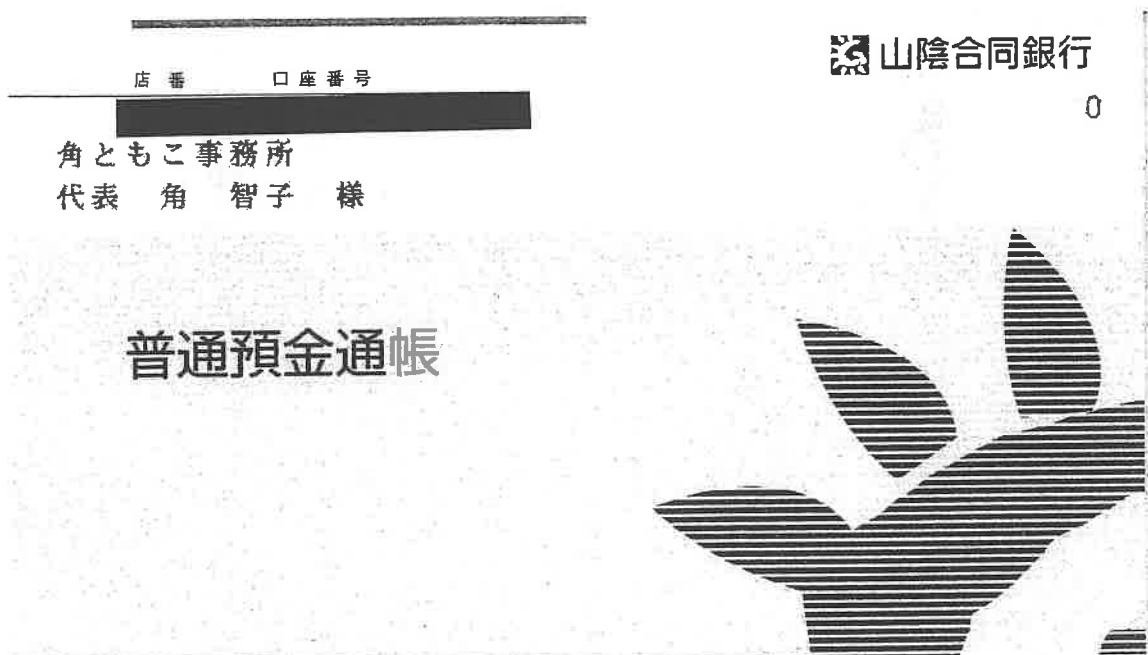 山陰合同銀行
0
店番 口座番号
角ともこ事務所
代表 角 智子 様
普通預金通帳